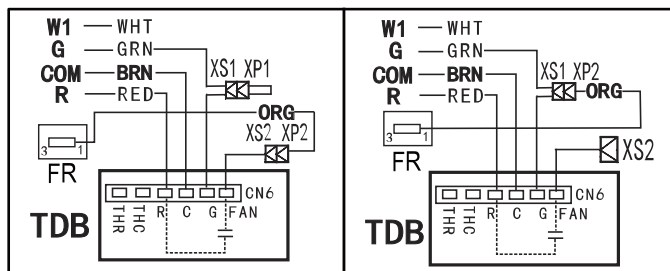 W1 WHT
G GRN
COM BRN
R RED
XS1 XP1
ORG
XS2 XP2
3 1
FR
CN6
THR THC R C G FAN
TDB
W1 WHT
G GRN
COM BRN
R RED
XS1 XP2
ORG
XS2
3 1
FR
CN6
THR THC R C G FAN
TDB